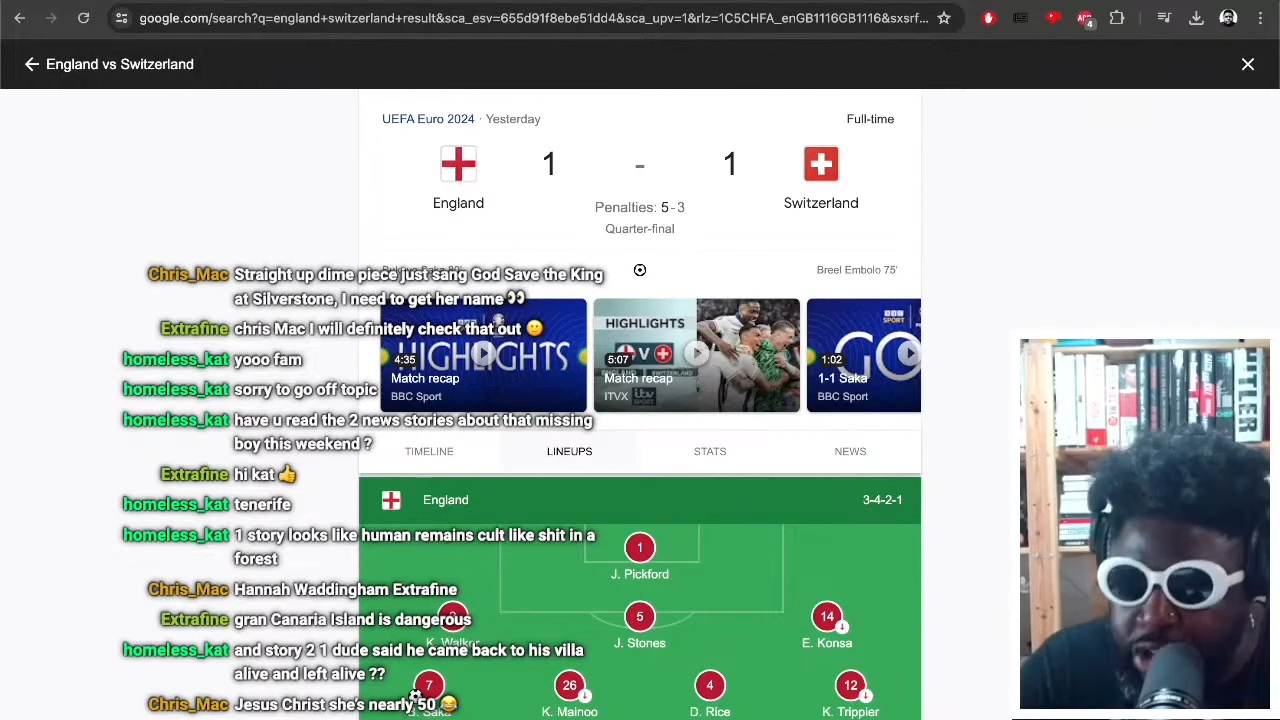 google.com/search?q=england+switzerland+result&sca_esv=655591f8ebe51dd4&sca_upv=1&rlz=1C5CHFA_enGB1116GB1116&sxsrf...
4
England vs Switzerland
UEFA Euro 2024 · Yesterday
Full-time
1 - 1
England
Switzerland
Penalties: 5-3
Quarter-final
Breel Embolo 75'
Chris_Mac Straight up dime piece just sang God Save the King
at Silverstone, I need to get her name 👀
Extrafine chris Mac I will definitely check that out 🙂
homeless_kat yooo fam
homeless_kat sorry to go off topic
homeless_kat have u read the 2 news stories about that missing
boy this weekend ?
Extrafine hi kat 👍
homeless_kat tenerife
homeless_kat 1 story looks like human remains cult like shit in a
forest
Chris_Mac Hannah Waddingham Extrafine
Extrafine gran Canaria Island is dangerous
homeless_kat and story 2 1 dude said he came back to his villa
alive and left alive ??
Chris_Mac Jesus Christ she's nearly 50 😂
HIGHLIGHTS
4:35
Match recap
BBC Sport
HIGHLIGHTS
V
5:07
Match recap
ITVX
itv SPORT
BBC SPORT
GO
1:02
1-1 Saka
BBC Sport
TIMELINE
LINEUPS
STATS
NEWS
England
3-4-2-1
1
J. Pickford
K. Walker
5
J. Stones
14
E. Konsa
7
B. Saka
26
K. Mainoo
4
D. Rice
12
K. Trippier